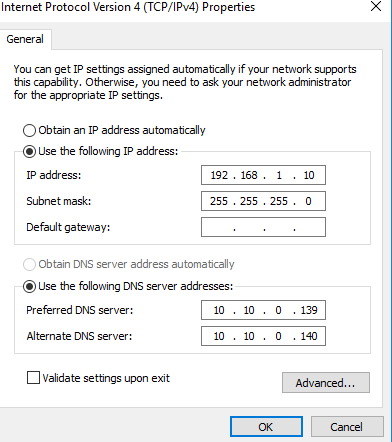 Internet Protocol Version 4 (TCP/IPv4) Properties
General
You can get IP settings assigned automatically if your network supports
this capability. Otherwise, you need to ask your network administrator
for the appropriate IP settings.
Obtain an IP address automatically
Use the following IP address:
IP address: 192 . 168 . 1 . 10
Subnet mask: 255 . 255 . 255 . 0
Default gateway: . . .
Obtain DNS server address automatically
Use the following DNS server addresses:
Preferred DNS server: 10 . 10 . 0 . 139
Alternate DNS server: 10 . 10 . 0 . 140
Validate settings upon exit
Advanced...
OK Cancel